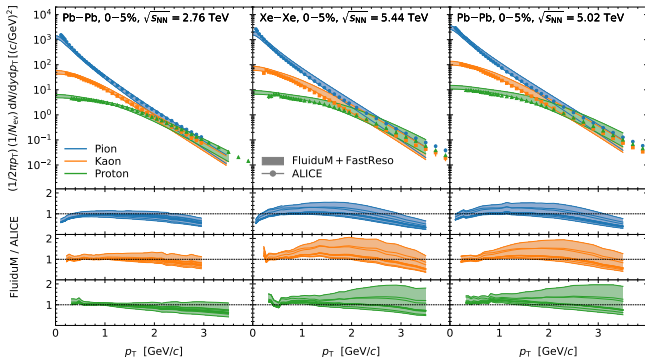 Pb−Pb, 0−5%, √sNN = 2.76 TeV
Xe−Xe, 0−5%, √sNN = 5.44 TeV
Pb−Pb, 0−5%, √sNN = 5.02 TeV
(1/2πpT) (1/Nev) dN/dydpT [(c/GeV)²]
10⁴
10³
10²
10¹
10⁰
10⁻¹
10⁻²
Pion
Kaon
Proton
FluiduM + FastReso
ALICE
FluiduM / ALICE
1
2
1
2
1
0 1 2 3 0 1 2 3 0 1 2 3 4
pT [GeV/c] pT [GeV/c] pT [GeV/c]